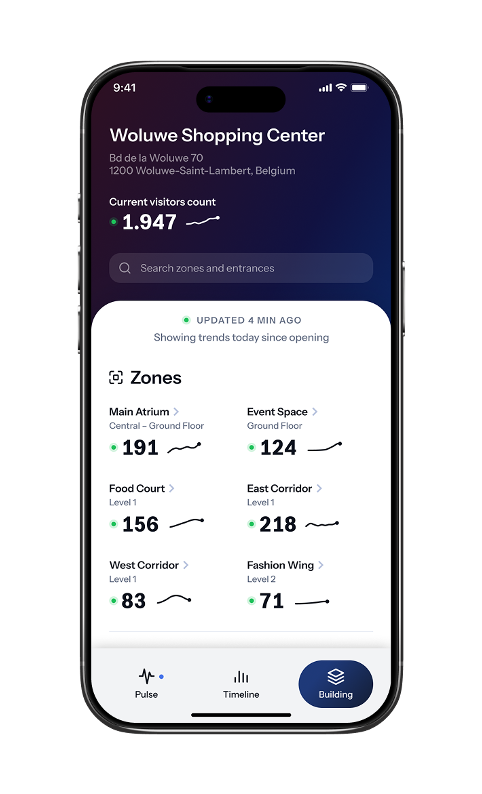 9:41
Woluwe Shopping Center
Bd de la Woluwe 70
1200 Woluwe-Saint-Lambert, Belgium
Current visitors count
1.947
Search zones and entrances
UPDATED 4 MIN AGO
Showing trends today since opening
Zones
Main Atrium
Central – Ground Floor
191
Event Space
Ground Floor
124
Food Court
Level 1
156
East Corridor
Level 1
218
West Corridor
Level 1
83
Fashion Wing
Level 2
71
Pulse
Timeline
Building